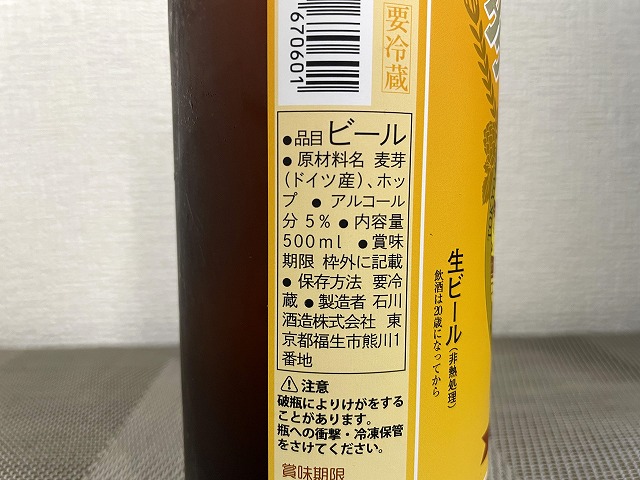 670601
要冷蔵
●品目 ビール
● 原材料名 麦芽
(ドイツ産)、ホッ
プ ● アルコール
分5% ● 内容量
500ml ● 賞味
期限 枠外に記載
● 保存方法 要冷
蔵 ● 製造者 石川
酒造株式会社 東
京都福生市熊川1
番地
⚠注意
破瓶によりけがをする
ことがあります。
瓶への衝撃・冷凍保管
をさけてください。
賞味期限
生ビール(非熱処理)
飲酒は20歳になってから